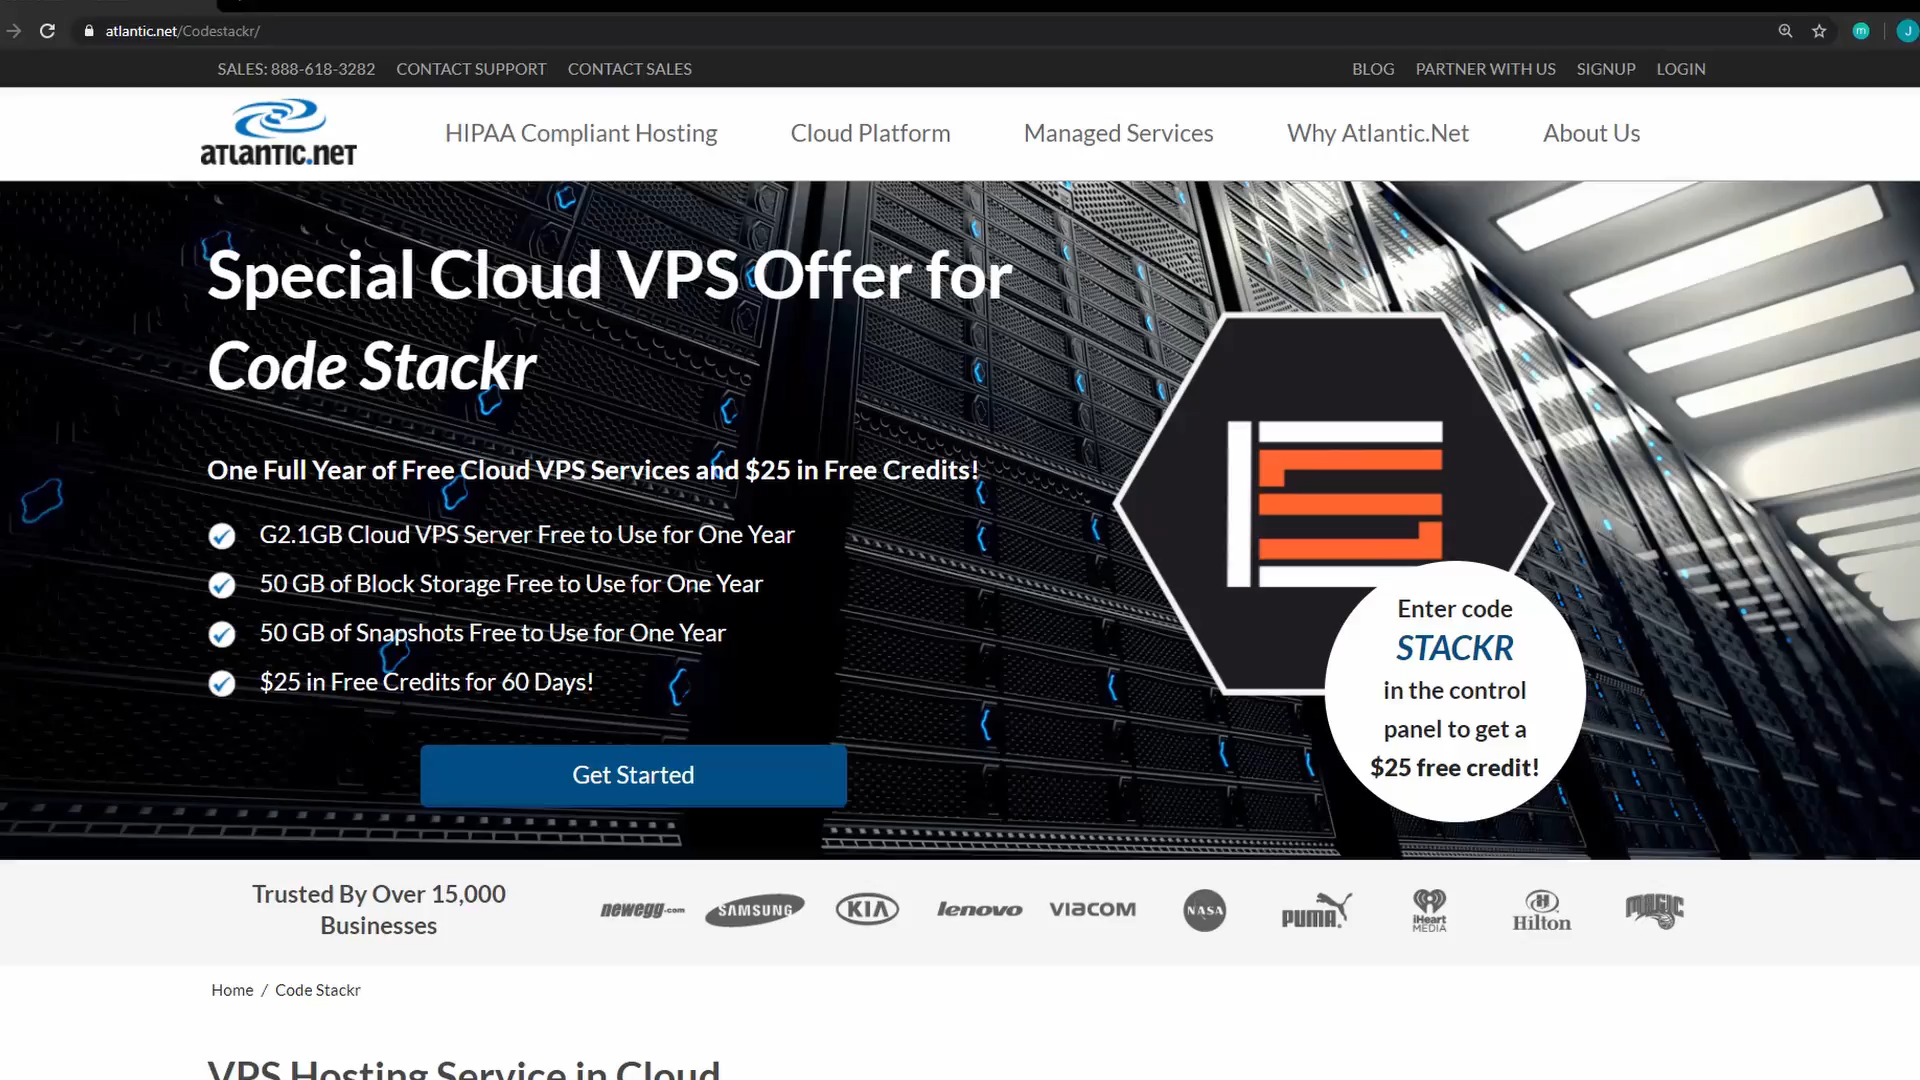 atlantic.net/Codestackr/
m
J
SALES: 888-618-3282 CONTACT SUPPORT CONTACT SALES BLOG PARTNER WITH US SIGNUP LOGIN
ATLANTIC.NET
HIPAA Compliant Hosting Cloud Platform Managed Services Why Atlantic.Net About Us
Special Cloud VPS Offer for
Code Stackr
One Full Year of Free Cloud VPS Services and $25 in Free Credits!
G2.1GB Cloud VPS Server Free to Use for One Year
50 GB of Block Storage Free to Use for One Year
50 GB of Snapshots Free to Use for One Year
$25 in Free Credits for 60 Days!
Get Started
Enter code
STACKR
in the control
panel to get a
$25 free credit!
Trusted By Over 15,000
Businesses
newegg.com SAMSUNG KIA lenovo VIACOM NASA PUMA iHeart MEDIA H Hilton MAGIC
Home / Code Stackr
VPS Hosting Service in Cloud